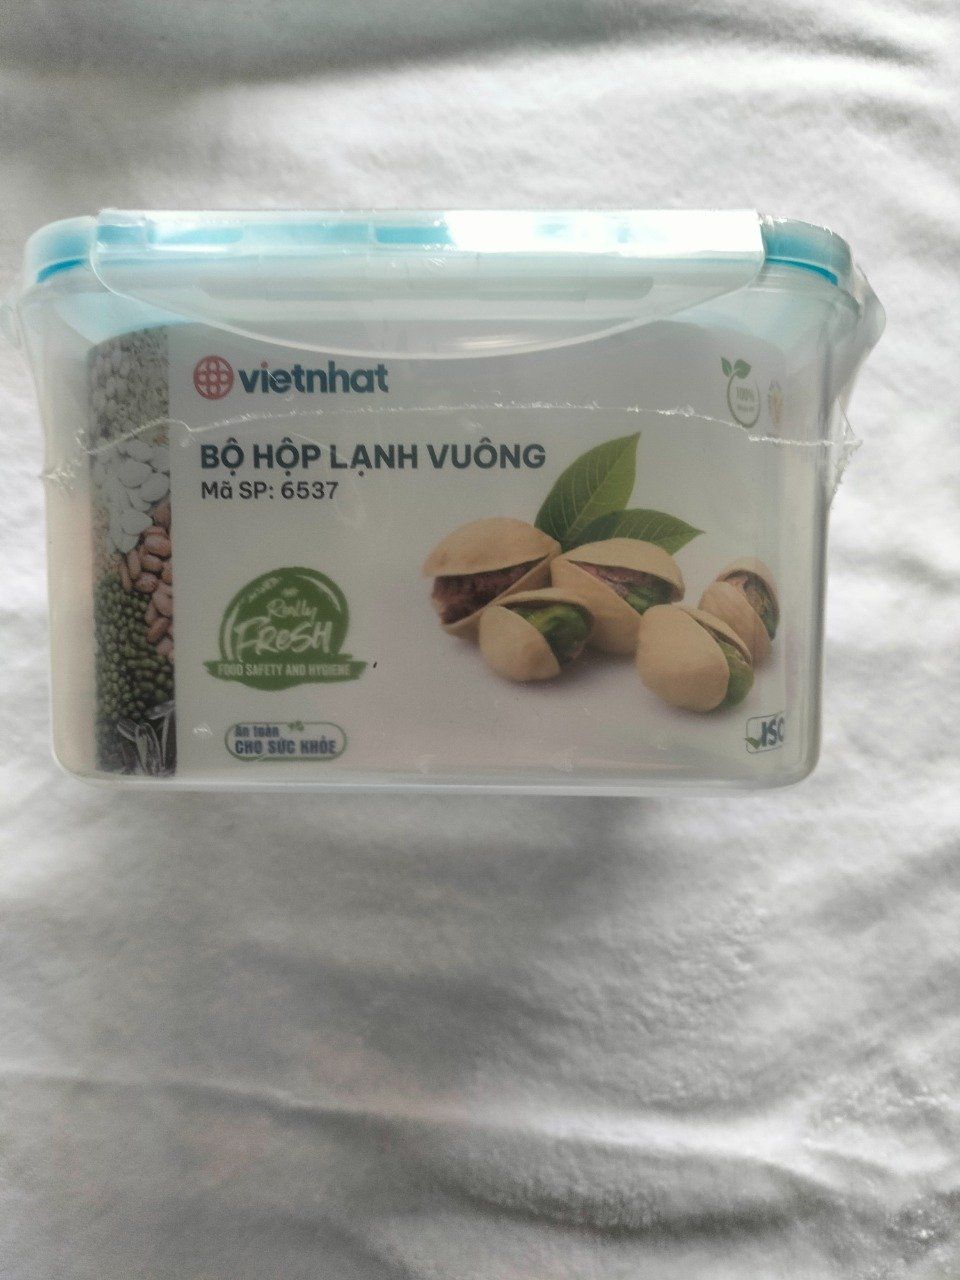 vietnhat
BỘ HỘP LẠNH VUÔNG
Mã SP: 6537
100%
Really
FReSH
FOOD SAFETY AND HYGIENE
An toàn
CHO SỨC KHỎE